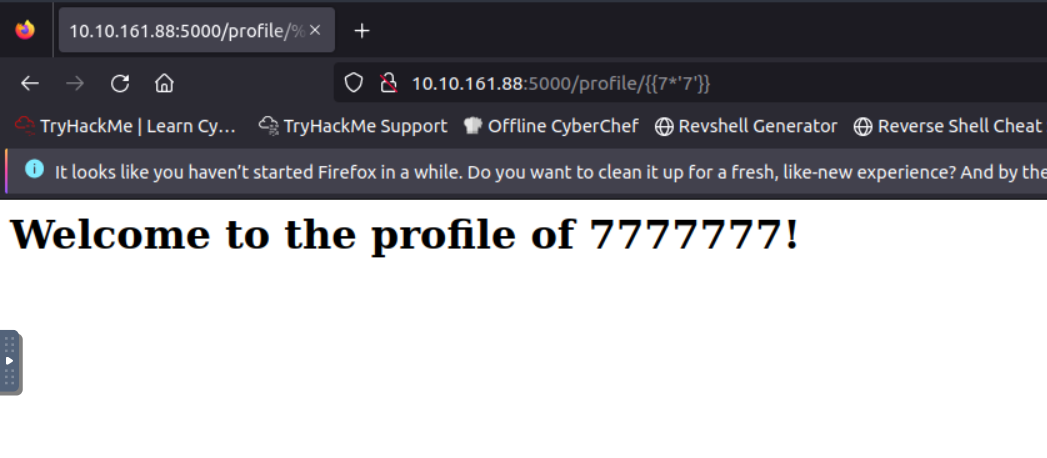 10.10.161.88:5000/profile/%
10.10.161.88:5000/profile/{{7*'7'}}
TryHackMe | Learn Cy... TryHackMe Support Offline CyberChef Revshell Generator Reverse Shell Cheat
It looks like you haven't started Firefox in a while. Do you want to clean it up for a fresh, like-new experience? And by the
Welcome to the profile of 7777777!